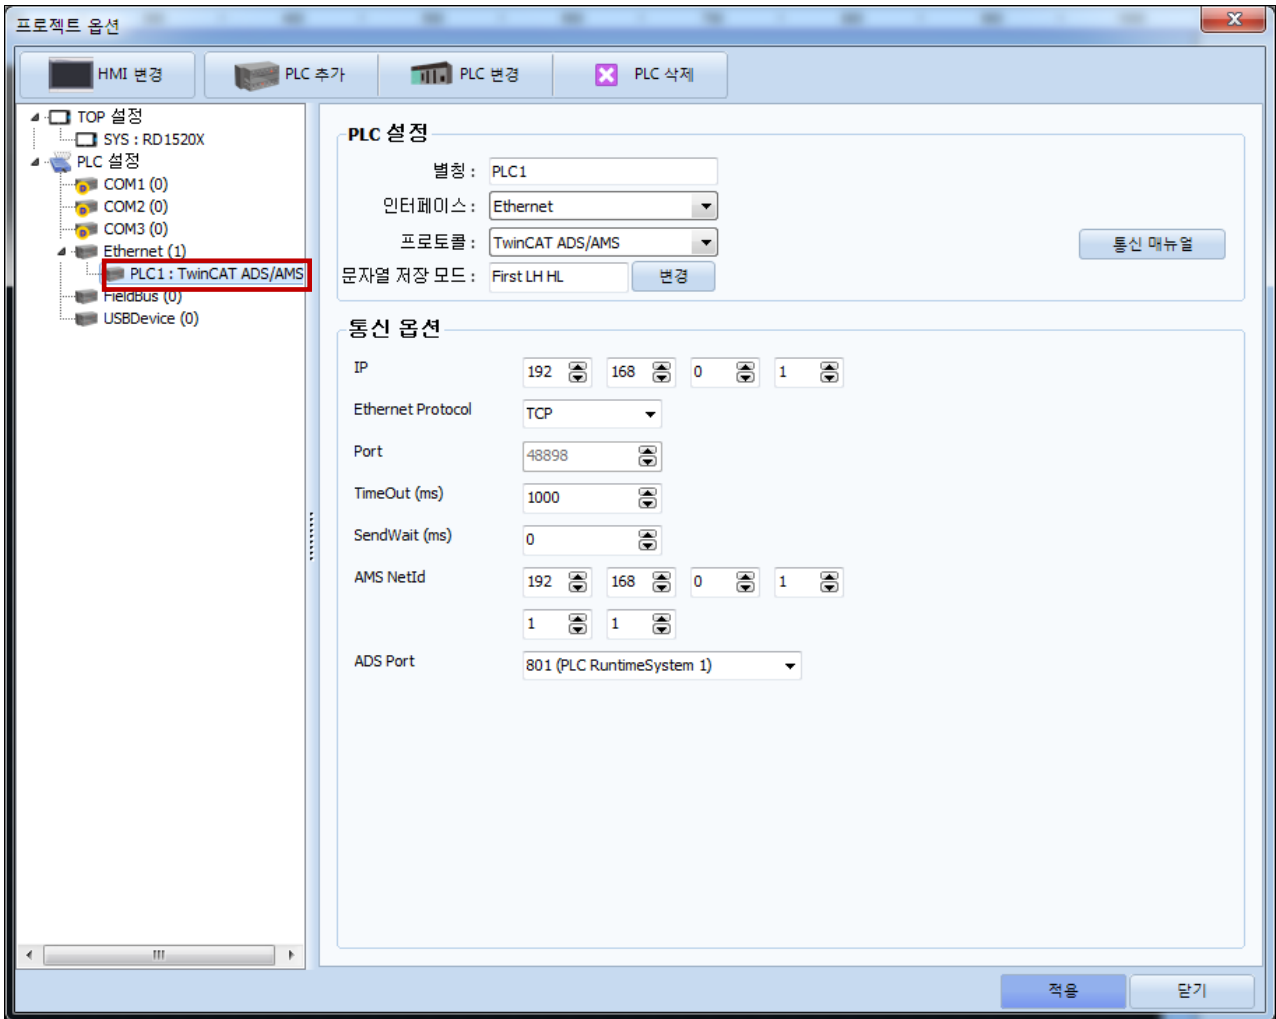 프로젝트 옵션
HMI 변경 PLC 추가 PLC 변경 PLC 삭제
TOP 설정
SYS : RD1520X
PLC 설정
COM1 (0)
COM2 (0)
COM3 (0)
Ethernet (1)
PLC1 : TwinCAT ADS/AMS
FieldBus (0)
USBDevice (0)
PLC 설정
별칭 : PLC1
인터페이스 : Ethernet
프로토콜 : TwinCAT ADS/AMS 통신 매뉴얼
문자열 저장 모드 : First LH HL 변경
통신 옵션
IP 192 168 0 1
Ethernet Protocol TCP
Port 48898
TimeOut (ms) 1000
SendWait (ms) 0
AMS NetId 192 168 0 1
1 1
ADS Port 801 (PLC RuntimeSystem 1)
적용 닫기